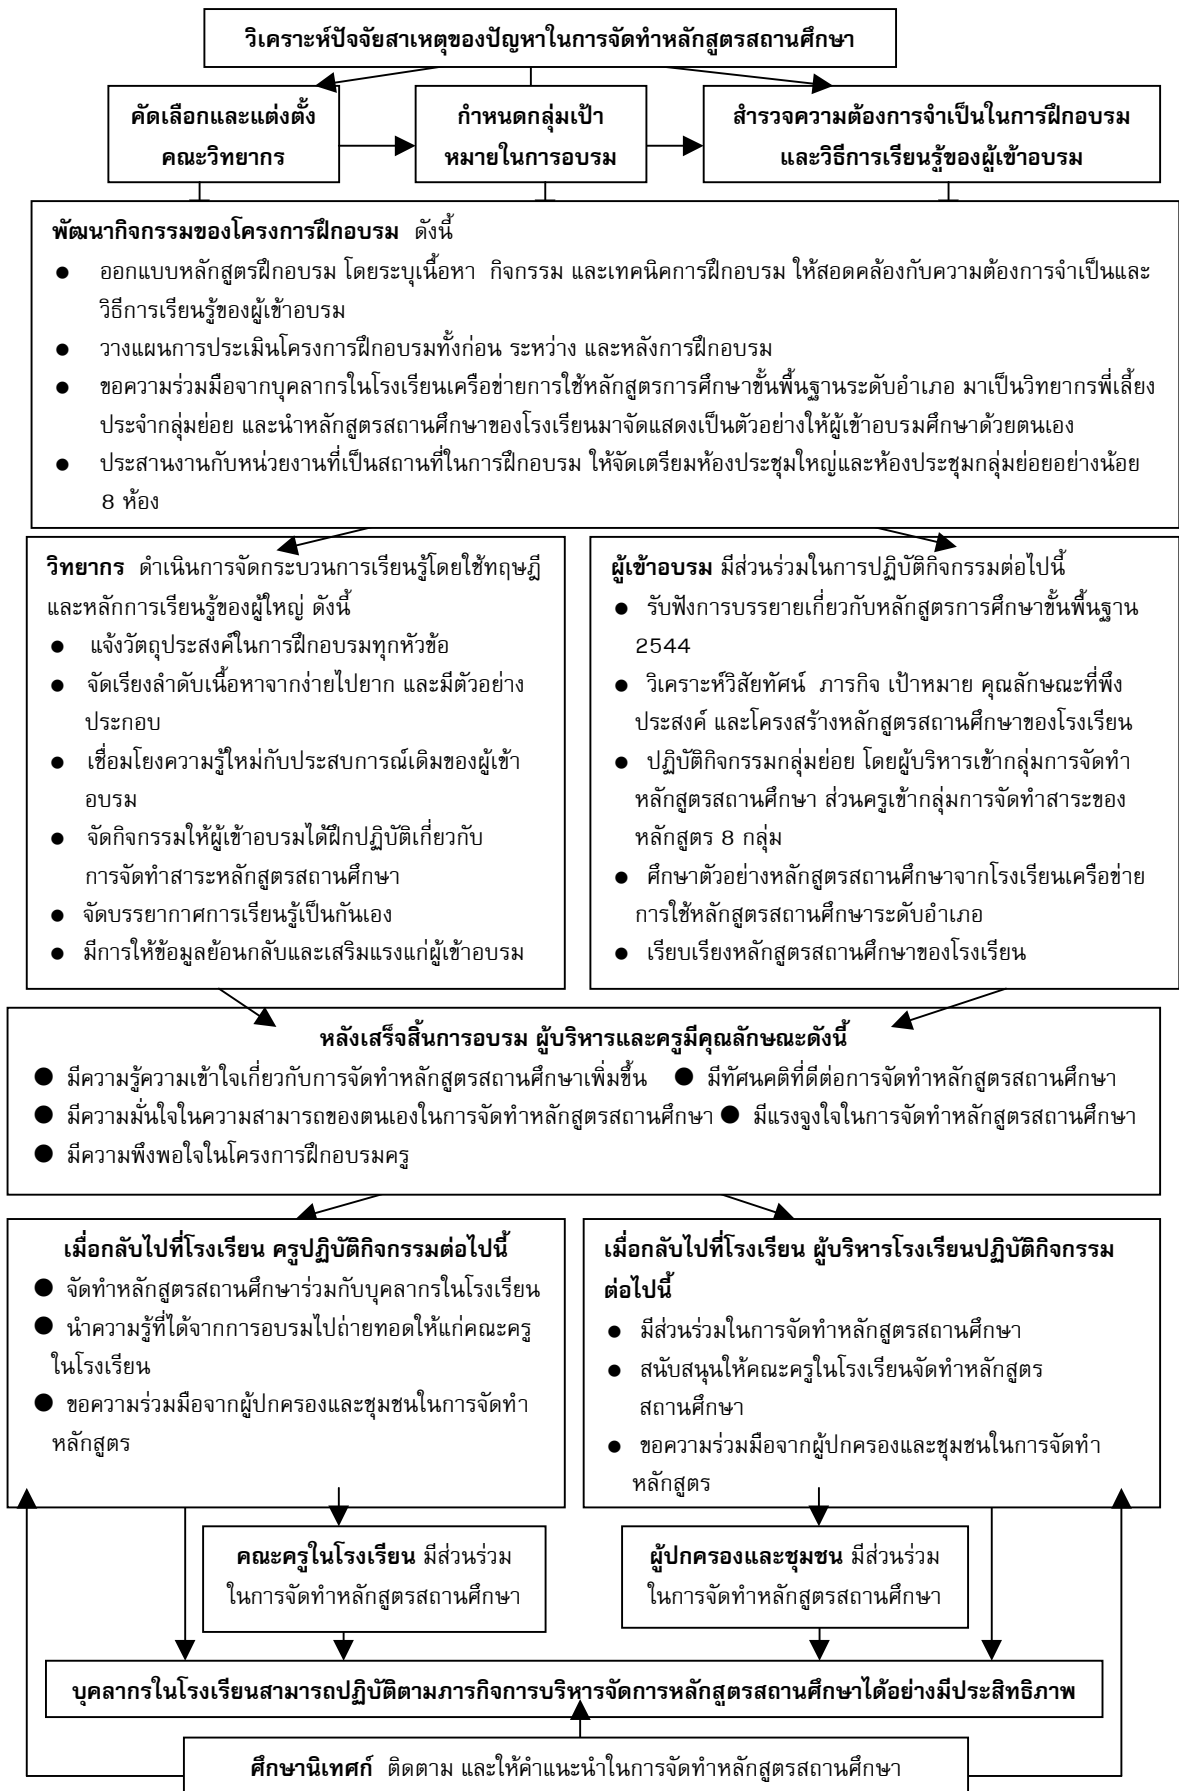 วิเคราะห์ปัจจัยสาเหตุของปัญหาในการจัดทำหลักสูตรสถานศึกษา
คัดเลือกและแต่งตั้ง
คณะวิทยากร
กำหนดกลุ่มเป้า
หมายในการอบรม
สำรวจความต้องการจำเป็นในการฝึกอบรม
และวิธีการเรียนรู้ของผู้เข้าอบรม
พัฒนากิจกรรมของโครงการฝึกอบรม ดังนี้
● ออกแบบหลักสูตรฝึกอบรม โดยระบุเนื้อหา กิจกรรม และเทคนิคการฝึกอบรม ให้สอดคล้องกับความต้องการจำเป็นและ
วิธีการเรียนรู้ของผู้เข้าอบรม
● วางแผนการประเมินโครงการฝึกอบรมทั้งก่อน ระหว่าง และหลังการฝึกอบรม
● ขอความร่วมมือจากบุคลากรในโรงเรียนเครือข่ายการใช้หลักสูตรการศึกษาขั้นพื้นฐานระดับอำเภอ มาเป็นวิทยากรพี่เลี้ยง
ประจำกลุ่มย่อย และนำหลักสูตรสถานศึกษาของโรงเรียนมาจัดแสดงเป็นตัวอย่างให้ผู้เข้าอบรมศึกษาด้วยตนเอง
● ประสานงานกับหน่วยงานที่เป็นสถานที่ในการฝึกอบรม ให้จัดเตรียมห้องประชุมใหญ่และห้องประชุมกลุ่มย่อยอย่างน้อย
8 ห้อง
วิทยากร ดำเนินการจัดกระบวนการเรียนรู้โดยใช้ทฤษฎี
และหลักการเรียนรู้ของผู้ใหญ่ ดังนี้
● แจ้งวัตถุประสงค์ในการฝึกอบรมทุกหัวข้อ
● จัดเรียงลำดับเนื้อหาจากง่ายไปยาก และมีตัวอย่าง
ประกอบ
● เชื่อมโยงความรู้ใหม่กับประสบการณ์เดิมของผู้เข้า
อบรม
● จัดกิจกรรมให้ผู้เข้าอบรมได้ฝึกปฏิบัติเกี่ยวกับ
การจัดทำสาระหลักสูตรสถานศึกษา
● จัดบรรยากาศการเรียนรู้เป็นกันเอง
● มีการให้ข้อมูลย้อนกลับและเสริมแรงแก่ผู้เข้าอบรม
ผู้เข้าอบรม มีส่วนร่วมในการปฏิบัติกิจกรรมต่อไปนี้
● รับฟังการบรรยายเกี่ยวกับหลักสูตรการศึกษาขั้นพื้นฐาน
2544
● วิเคราะห์วิสัยทัศน์ ภารกิจ เป้าหมาย คุณลักษณะที่พึง
ประสงค์ และโครงสร้างหลักสูตรสถานศึกษาของโรงเรียน
● ปฏิบัติกิจกรรมกลุ่มย่อย โดยผู้บริหารเข้ากลุ่มการจัดทำ
หลักสูตรสถานศึกษา ส่วนครูเข้ากลุ่มการจัดทำสาระของ
หลักสูตร 8 กลุ่ม
● ศึกษาตัวอย่างหลักสูตรสถานศึกษาจากโรงเรียนเครือข่าย
การใช้หลักสูตรสถานศึกษาระดับอำเภอ
● เรียบเรียงหลักสูตรสถานศึกษาของโรงเรียน
หลังเสร็จสิ้นการอบรม ผู้บริหารและครูมีคุณลักษณะดังนี้
● มีความรู้ความเข้าใจเกี่ยวกับการจัดทำหลักสูตรสถานศึกษาเพิ่มขึ้น ● มีทัศนคติที่ดีต่อการจัดทำหลักสูตรสถานศึกษา
● มีความมั่นใจในความสามารถของตนเองในการจัดทำหลักสูตรสถานศึกษา ● มีแรงจูงใจในการจัดทำหลักสูตรสถานศึกษา
● มีความพึงพอใจในโครงการฝึกอบรมครู
เมื่อกลับไปที่โรงเรียน ครูปฏิบัติกิจกรรมต่อไปนี้
● จัดทำหลักสูตรสถานศึกษาร่วมกับบุคลากรในโรงเรียน
● นำความรู้ที่ได้จากการอบรมไปถ่ายทอดให้แก่คณะครู
ในโรงเรียน
● ขอความร่วมมือจากผู้ปกครองและชุมชนในการจัดทำ
หลักสูตร
เมื่อกลับไปที่โรงเรียน ผู้บริหารโรงเรียนปฏิบัติกิจกรรม
ต่อไปนี้
● มีส่วนร่วมในการจัดทำหลักสูตรสถานศึกษา
● สนับสนุนให้คณะครูในโรงเรียนจัดทำหลักสูตร
สถานศึกษา
● ขอความร่วมมือจากผู้ปกครองและชุมชนในการจัดทำ
หลักสูตร
คณะครูในโรงเรียน มีส่วนร่วม
ในการจัดทำหลักสูตรสถานศึกษา
ผู้ปกครองและชุมชน มีส่วนร่วม
ในการจัดทำหลักสูตรสถานศึกษา
บุคลากรในโรงเรียนสามารถปฏิบัติตามภารกิจการบริหารจัดการหลักสูตรสถานศึกษาได้อย่างมีประสิทธิภาพ
ศึกษานิเทศก์ ติดตาม และให้คำแนะนำในการจัดทำหลักสูตรสถานศึกษา